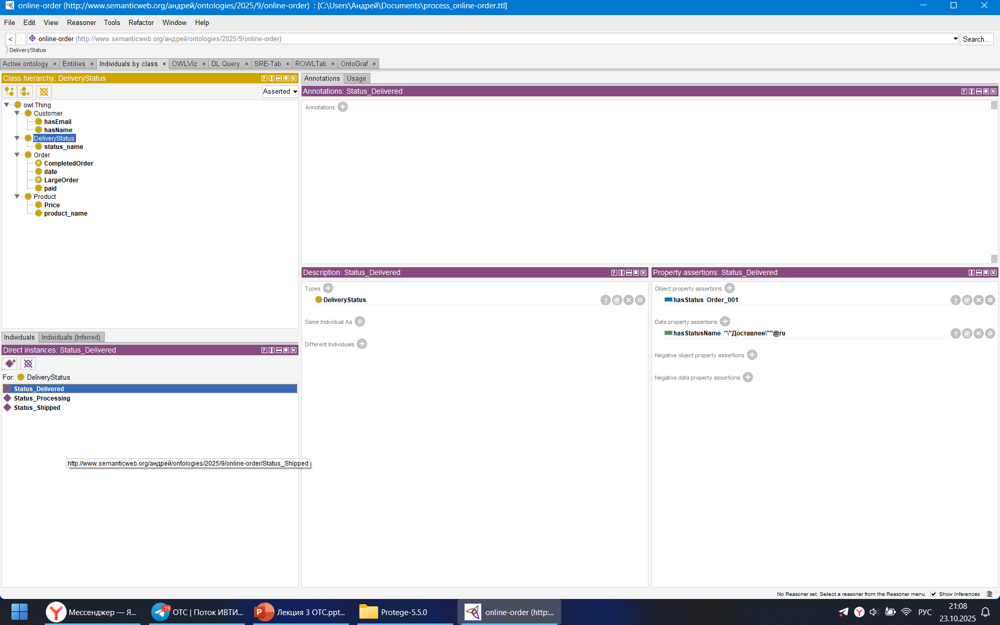 online-order (http://www.semanticweb.org/андрей/ontologies/2025/9/online-order)  : [C:\Users\Андрей\Documents\process_online-order.ttl]
File Edit View Reasoner Tools Refactor Window Help
< > online-order (http://www.semanticweb.org/андрей/ontologies/2025/9/online-order) Search...
DeliveryStatus
Active ontology × Entities × Individuals by class × OWLViz × DL Query × SRE-Tab × ROWLTab × OntoGraf ×
Class hierarchy: DeliveryStatus
Asserted
owl:Thing
Customer
hasEmail
hasName
DeliveryStatus
status_name
Order
CompletedOrder
date
LargeOrder
paid
Product
Price
product_name
Individuals Individuals (Inferred)
Direct instances: Status_Delivered
For: DeliveryStatus
Status_Delivered
Status_Processing
Status_Shipped
http://www.semanticweb.org/андрей/ontologies/2025/9/online-order/Status_Shipped
Annotations Usage
Annotations: Status_Delivered
Annotations
Description: Status_Delivered
Types
DeliveryStatus
Same Individual As
Different Individuals
Property assertions: Status_Delivered
Object property assertions
hasStatus Order_001
Data property assertions
hasStatusName "\"Доставлен\""@ru
Negative object property assertions
Negative data property assertions
No Reasoner set. Select a reasoner from the Reasoner menu Show Inferences
Мессенджер — Я...
..19 ОТС | Поток ИВТИ...
Лекция 3 ОТС.ppt...
Protege-5.5.0
online-order (http:...
РУС
21:08
23.10.2025